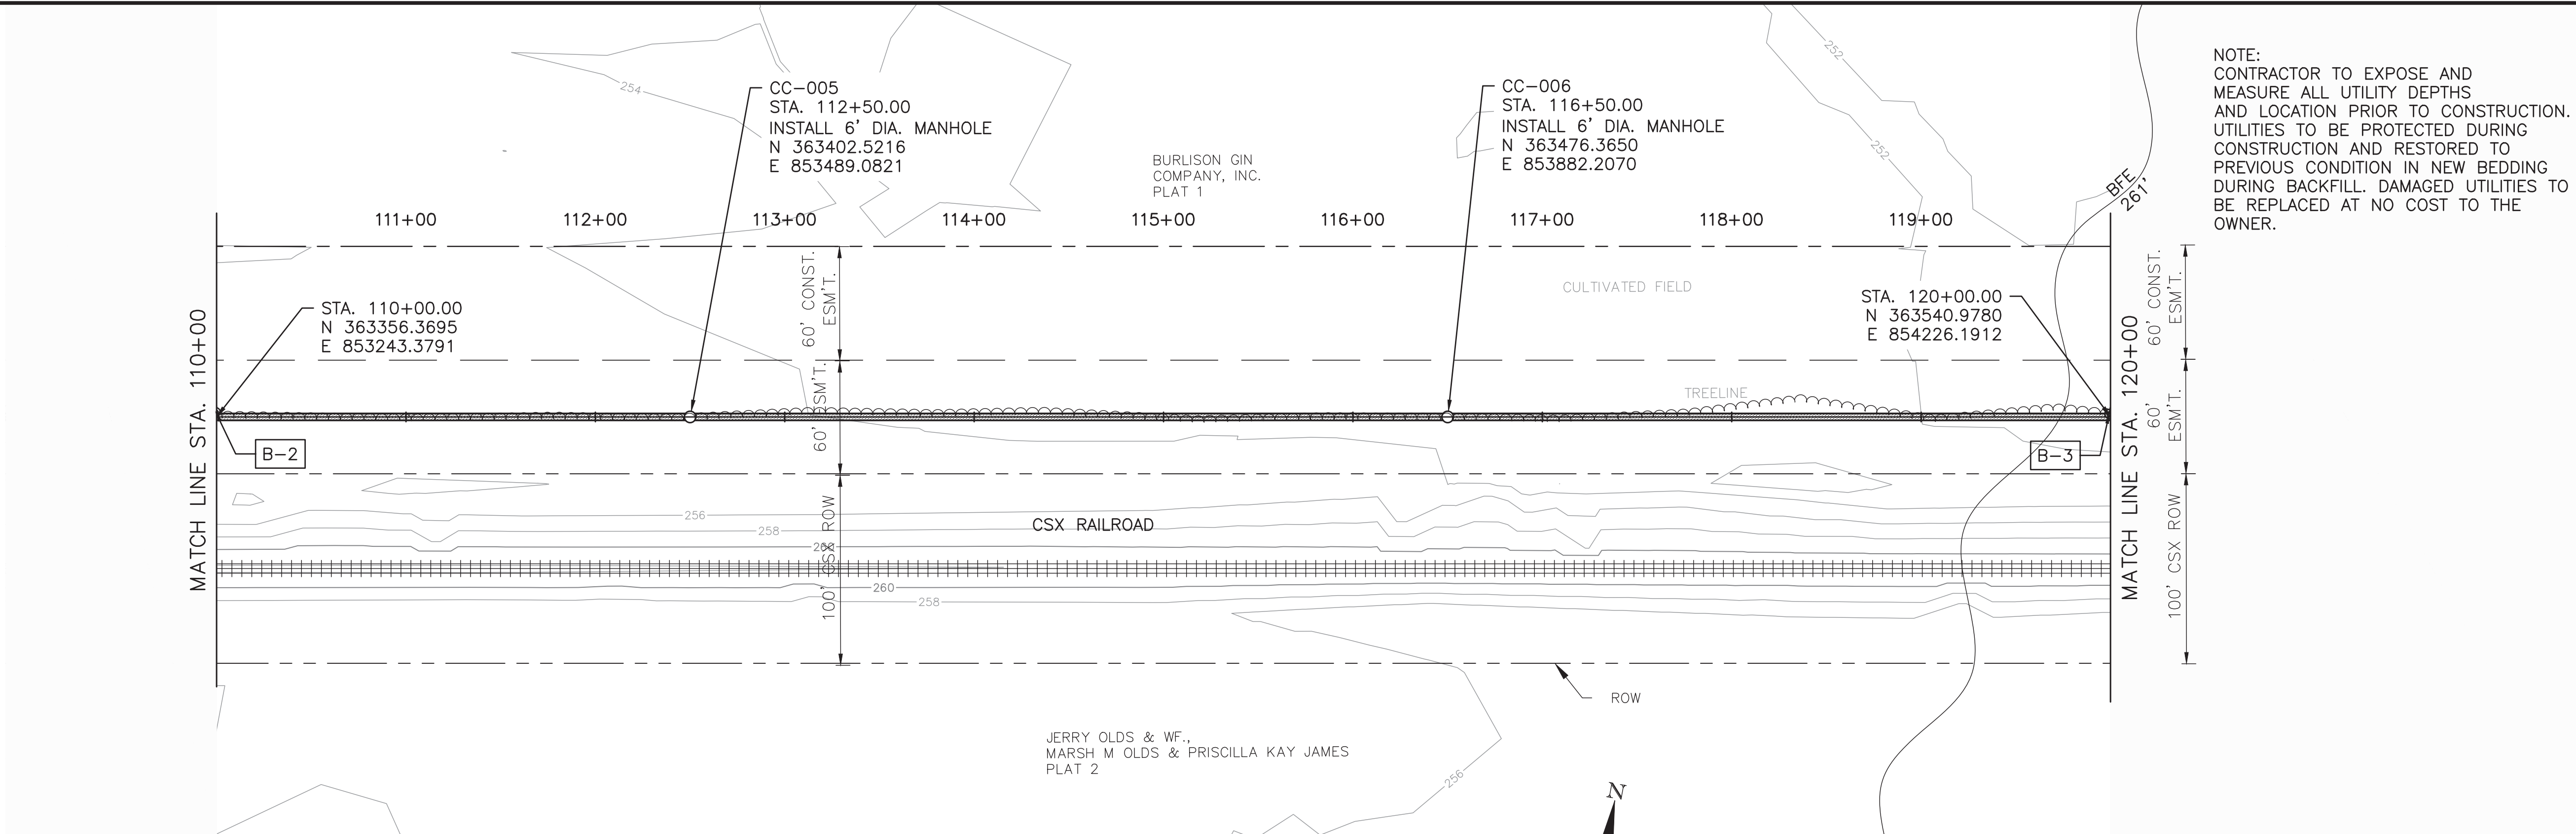 254
CC-005
STA. 112+50.00
INSTALL 6' DIA. MANHOLE
N 363402.5216
E 853489.0821
CC-006
STA. 116+50.00
INSTALL 6' DIA. MANHOLE
N 363476.3650
E 853882.2070
BURLISON GIN
COMPANY, INC.
PLAT 1
252
252
BFE
261'
NOTE:
CONTRACTOR TO EXPOSE AND
MEASURE ALL UTILITY DEPTHS
AND LOCATION PRIOR TO CONSTRUCTION.
UTILITIES TO BE PROTECTED DURING
CONSTRUCTION AND RESTORED TO
PREVIOUS CONDITION IN NEW BEDDING
DURING BACKFILL. DAMAGED UTILITIES TO
BE REPLACED AT NO COST TO THE
OWNER.
111+00
112+00
113+00
114+00
115+00
116+00
117+00
118+00
119+00
MATCH LINE STA. 110+00
STA. 110+00.00
N 363356.3695
E 853243.3791
60' CONST.
ESM'T.
60' ESM'T.
100' CSX ROW
CULTIVATED FIELD
TREELINE
STA. 120+00.00
N 363540.9780
E 854226.1912
MATCH LINE STA. 120+00
60' CONST.
ESM'T.
60'
ESM'T.
100' CSX ROW
B-2
B-3
256
258
260
CSX RAILROAD
260
258
ROW
JERRY OLDS & WF.,
MARSH M OLDS & PRISCILLA KAY JAMES
PLAT 2
256
N